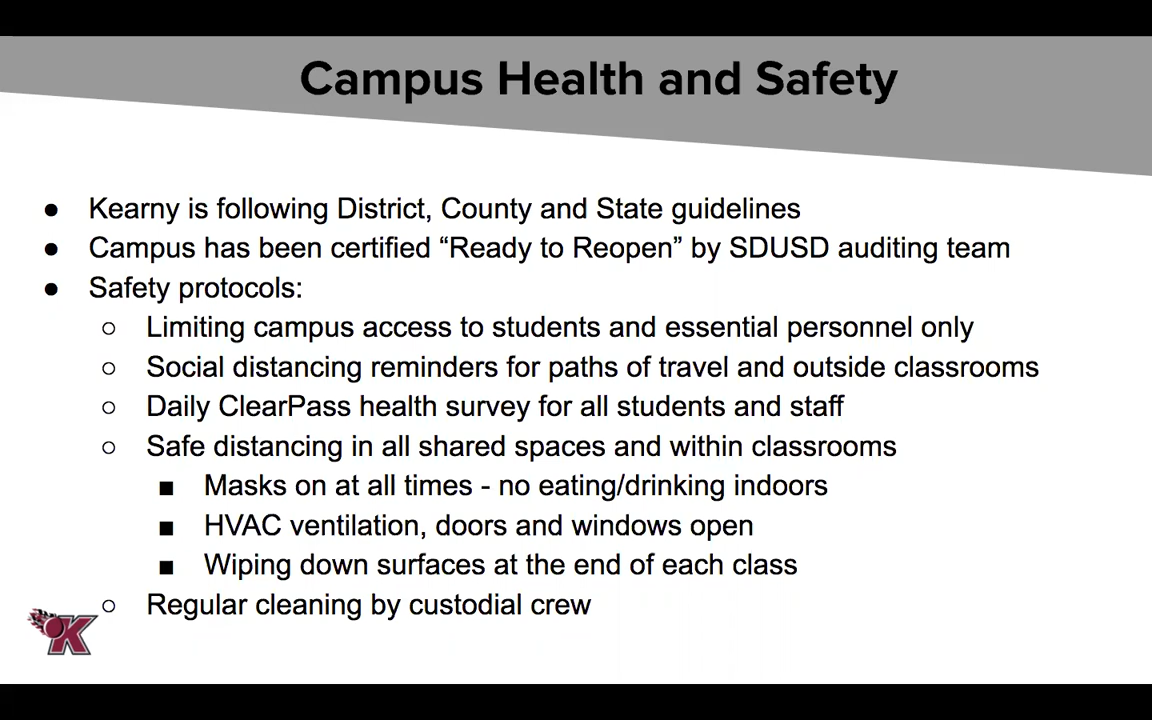 Campus Health and Safety
● Kearny is following District, County and State guidelines
● Campus has been certified “Ready to Reopen” by SDUSD auditing team
● Safety protocols:
○ Limiting campus access to students and essential personnel only
○ Social distancing reminders for paths of travel and outside classrooms
○ Daily ClearPass health survey for all students and staff
○ Safe distancing in all shared spaces and within classrooms
■ Masks on at all times - no eating/drinking indoors
■ HVAC ventilation, doors and windows open
■ Wiping down surfaces at the end of each class
○ Regular cleaning by custodial crew
K